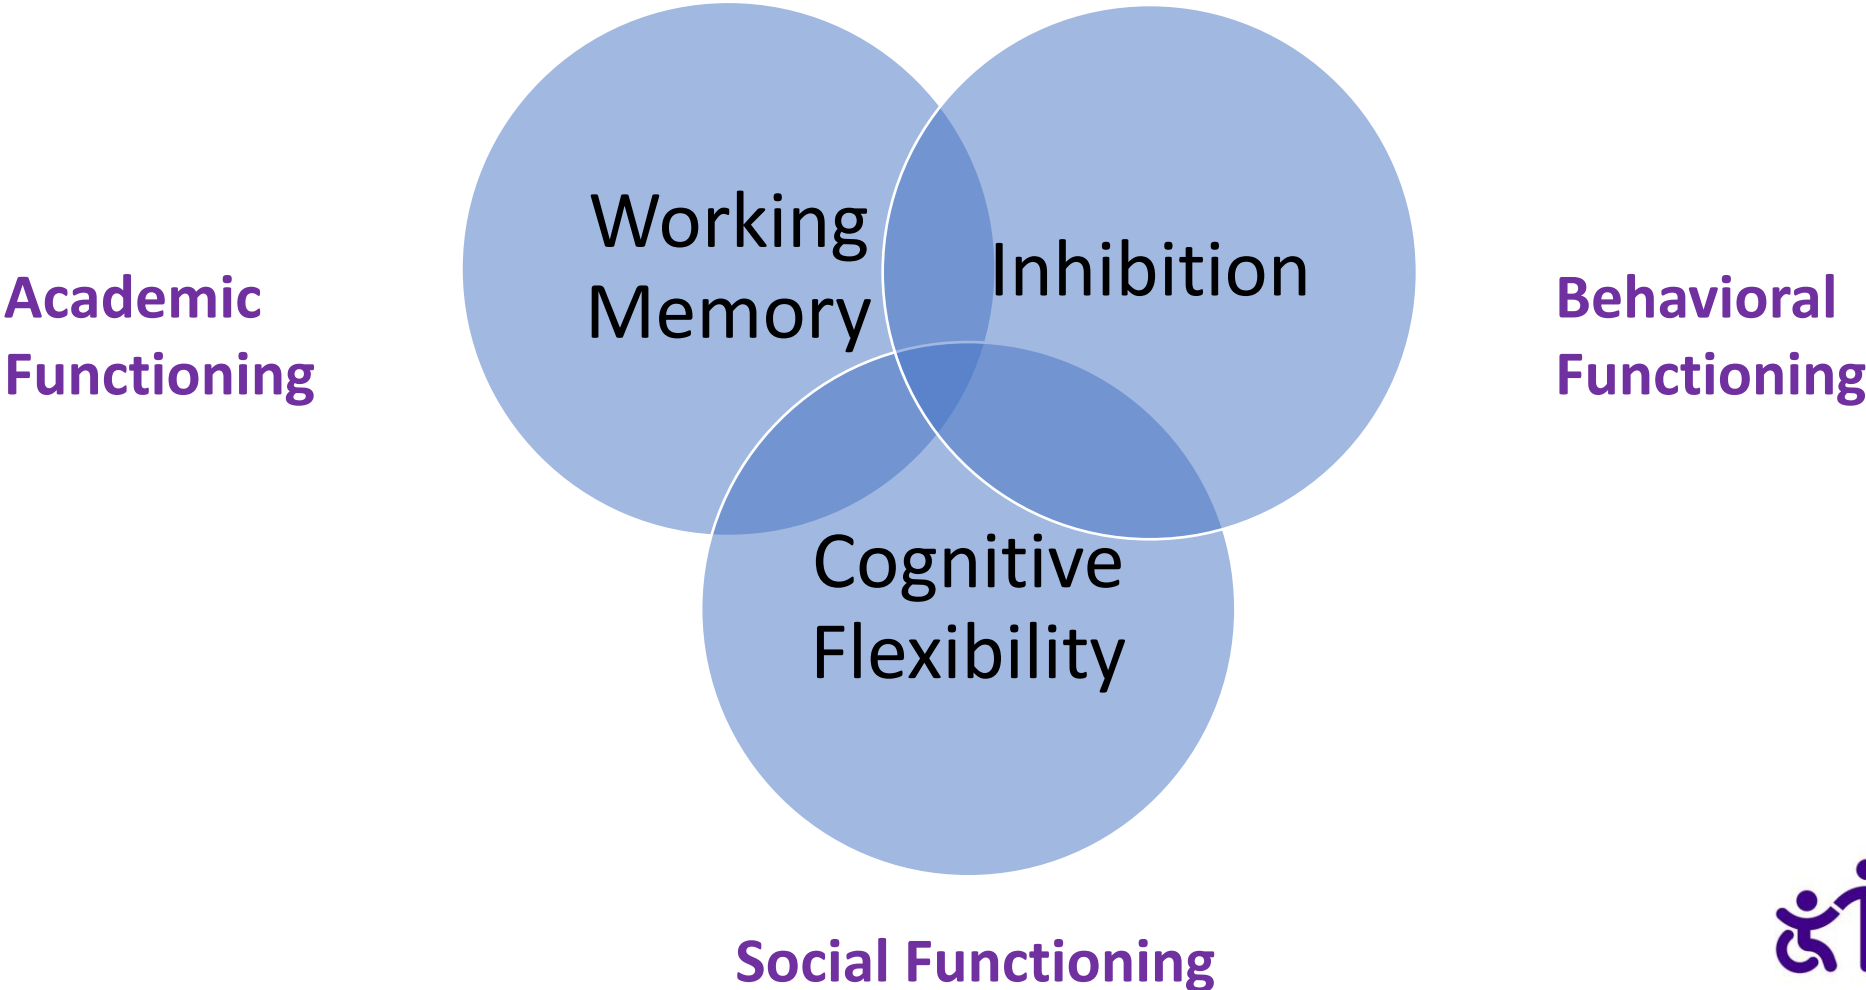 Working
Memory
Inhibition
Academic
Functioning
Behavioral
Functioning
Cognitive
Flexibility
Social Functioning